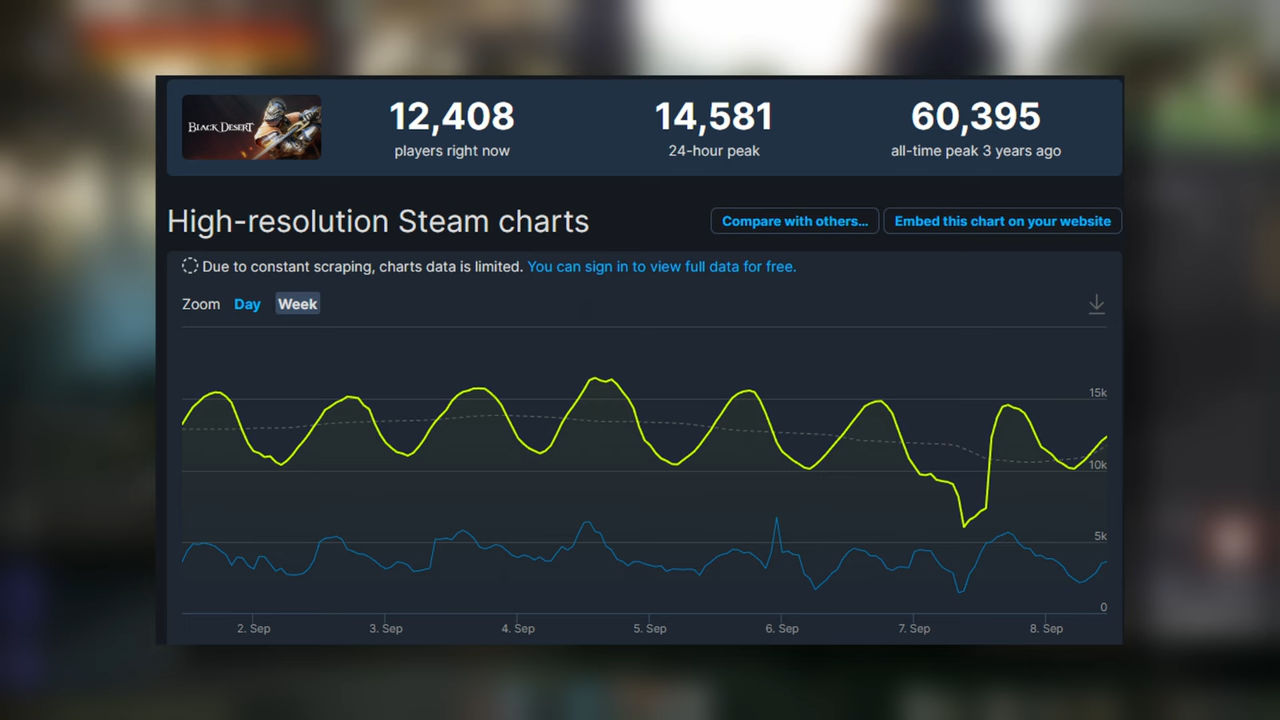 BLACK DESERT
12,408
players right now
14,581
24-hour peak
60,395
all-time peak 3 years ago
High-resolution Steam charts
Compare with others...
Embed this chart on your website
Due to constant scraping, charts data is limited. You can sign in to view full data for free.
Zoom Day Week
15k
10k
5k
0
2. Sep 3. Sep 4. Sep 5. Sep 6. Sep 7. Sep 8. Sep